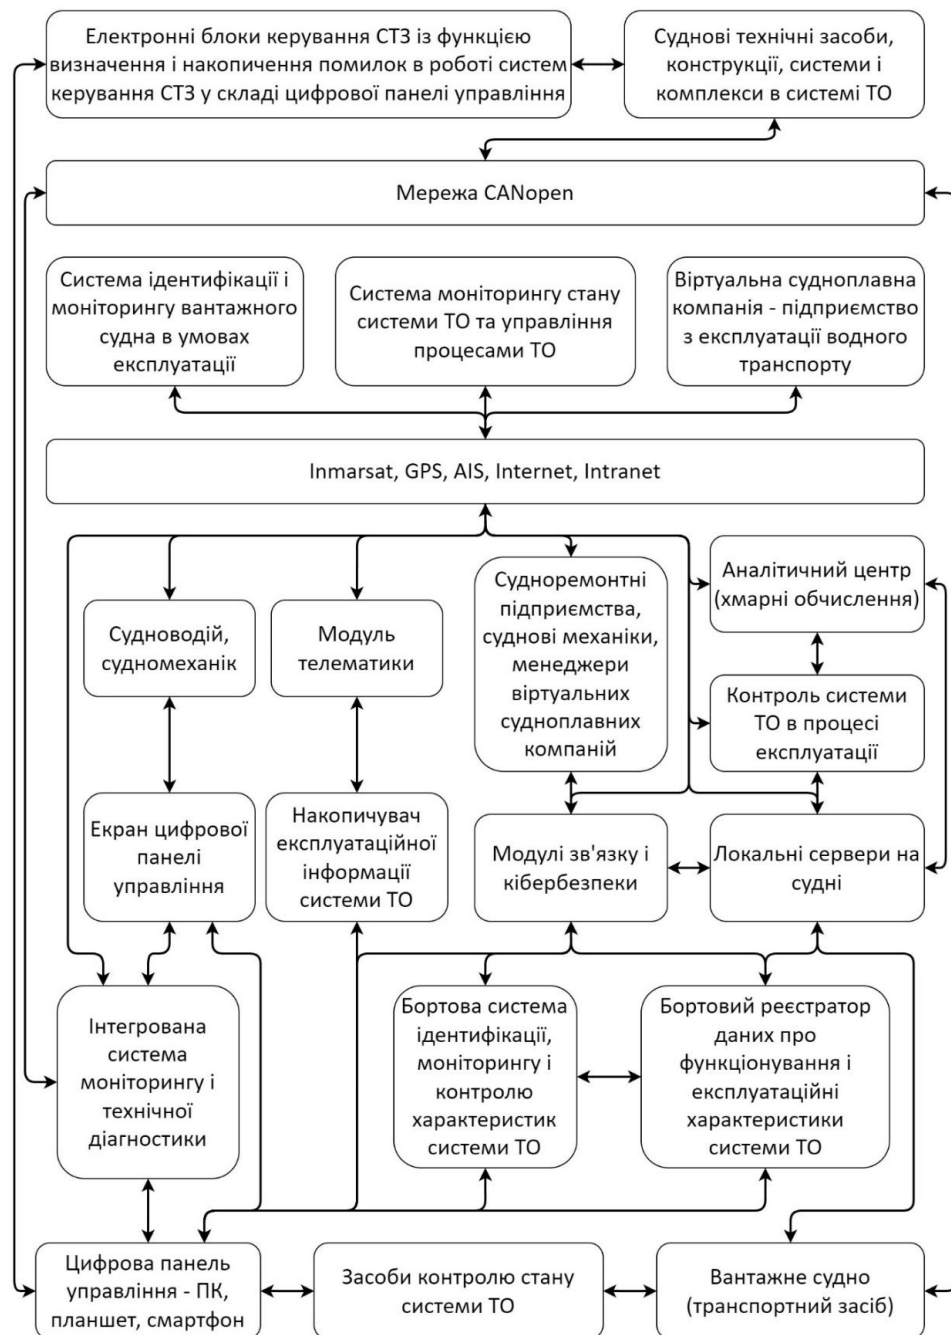 Електронні блоки керування СТЗ із функцією
визначення і накопичення помилок в роботі систем
керування СТЗ у складі цифрової панелі управління
Суднові технічні засоби,
конструкції, системи і
комплекси в системі ТО
Мережа CANopen
Система ідентифікації і
моніторингу вантажного
судна в умовах
експлуатації
Система моніторингу стану
системи ТО та управління
процесами ТО
Віртуальна судноплавна
компанія - підприємство
з експлуатації водного
транспорту
Inmarsat, GPS, AIS, Internet, Intranet
Судноводій,
судномеханік
Модуль
телематики
Судноремонтні
підприємства,
суднові механіки,
менеджери
віртуальних
судноплавних
компаній
Аналітичний центр
(хмарні обчислення)
Контроль системи
ТО в процесі
експлуатації
Екран цифрової
панелі
управління
Накопичувач
експлуатаційної
інформації
системи ТО
Модулі зв'язку і
кібербезпеки
Локальні сервери на
судні
Інтегрована
система
моніторингу і
технічної
діагностики
Бортова система
ідентифікації,
моніторингу і
контролю
характеристик
системи ТО
Бортовий реєстратор
даних про
функціонування і
експлуатаційні
характеристики
системи ТО
Цифрова панель
управління - ПК,
планшет, смартфон
Засоби контролю стану
системи ТО
Вантажне судно
(транспортний засіб)